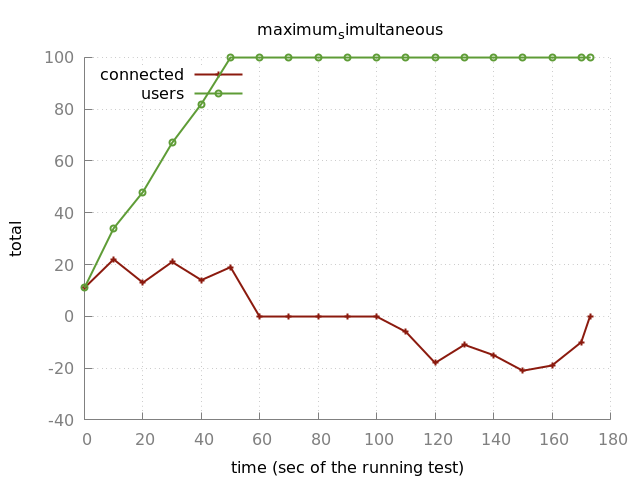 maximumsimultaneous
connected
users
100
80
60
40
20
0
-20
-40
total
0 20 40 60 80 100 120 140 160 180
time (sec of the running test)